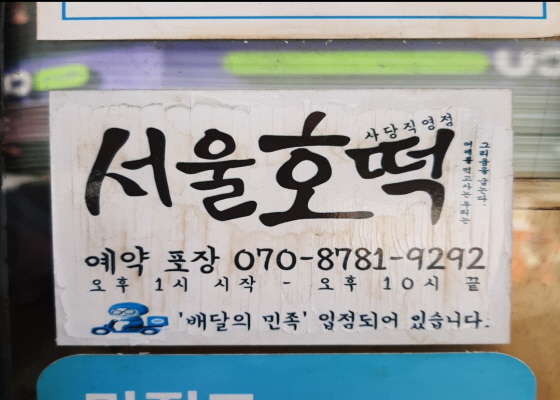 사당직영점
서울호떡
그리움을 굽는다.
예약 포장 070-8781-9292
오후 1시 시작 - 오후 10시 끝
'배달의 민족' 입점되어 있습니다.